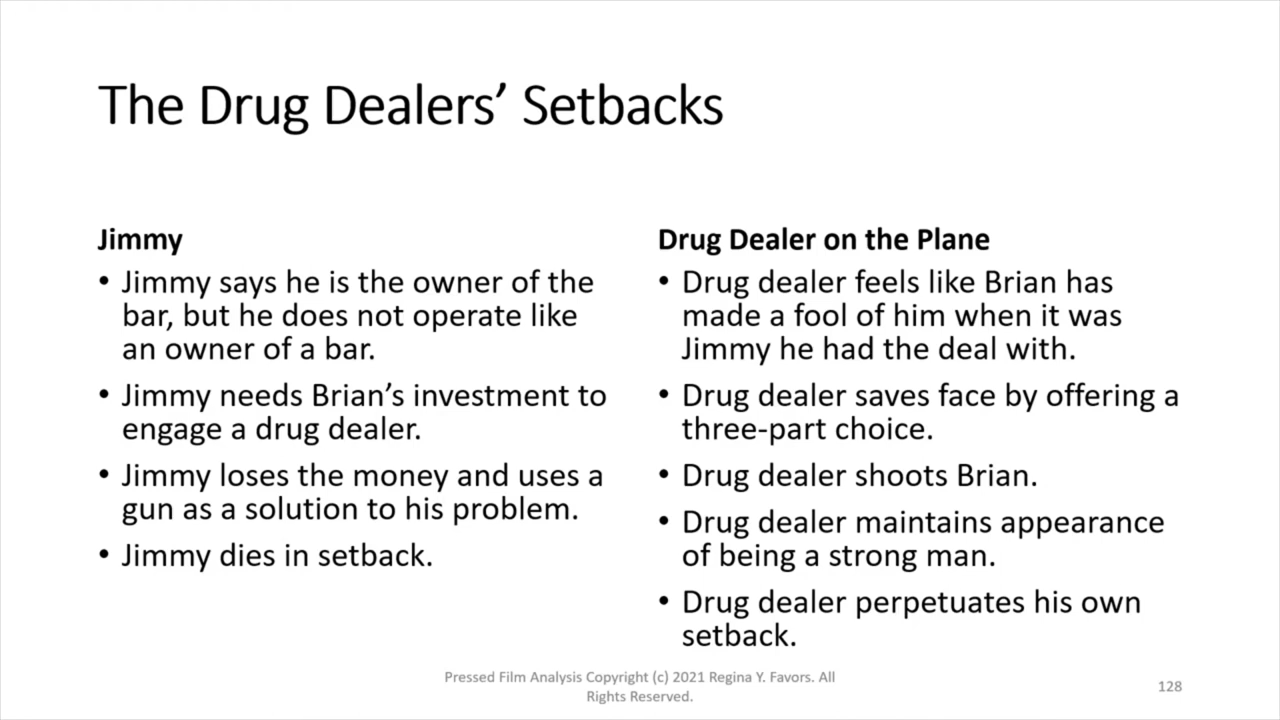 The Drug Dealers’ Setbacks
Jimmy
• Jimmy says he is the owner of the
bar, but he does not operate like
an owner of a bar.
• Jimmy needs Brian’s investment to
engage a drug dealer.
• Jimmy loses the money and uses a
gun as a solution to his problem.
• Jimmy dies in setback.
Drug Dealer on the Plane
• Drug dealer feels like Brian has
made a fool of him when it was
Jimmy he had the deal with.
• Drug dealer saves face by offering a
three-part choice.
• Drug dealer shoots Brian.
• Drug dealer maintains appearance
of being a strong man.
• Drug dealer perpetuates his own
setback.
Pressed Film Analysis Copyright (c) 2021 Regina Y. Favors. All
Rights Reserved.
128